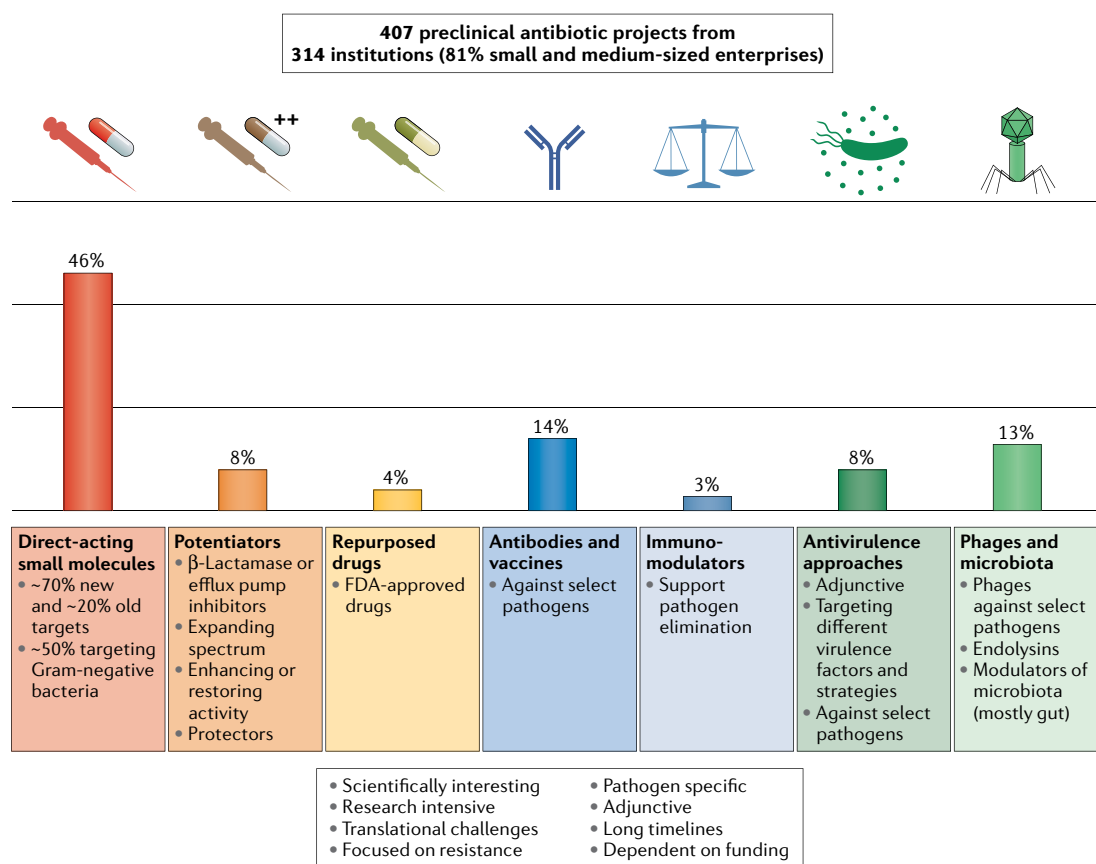 407 preclinical antibiotic projects from
314 institutions (81% small and medium-sized enterprises)
++
46%
8%
4%
14%
3%
8%
13%
Direct-acting
small molecules
• ~70% new
and ~20% old
targets
• ~50% targeting
Gram-negative
bacteria
Potentiators
• β-Lactamase or
efflux pump
inhibitors
• Expanding
spectrum
• Enhancing or
restoring
activity
• Protectors
Repurposed
drugs
• FDA-approved
drugs
Antibodies and
vaccines
• Against select
pathogens
Immuno-
modulators
• Support
pathogen
elimination
Antivirulence
approaches
• Adjunctive
• Targeting
different
virulence
factors and
strategies
• Against select
pathogens
Phages and
microbiota
• Phages
against select
pathogens
• Endolysins
• Modulators of
microbiota
(mostly gut)
• Scientifically interesting
• Research intensive
• Translational challenges
• Focused on resistance
• Pathogen specific
• Adjunctive
• Long timelines
• Dependent on funding